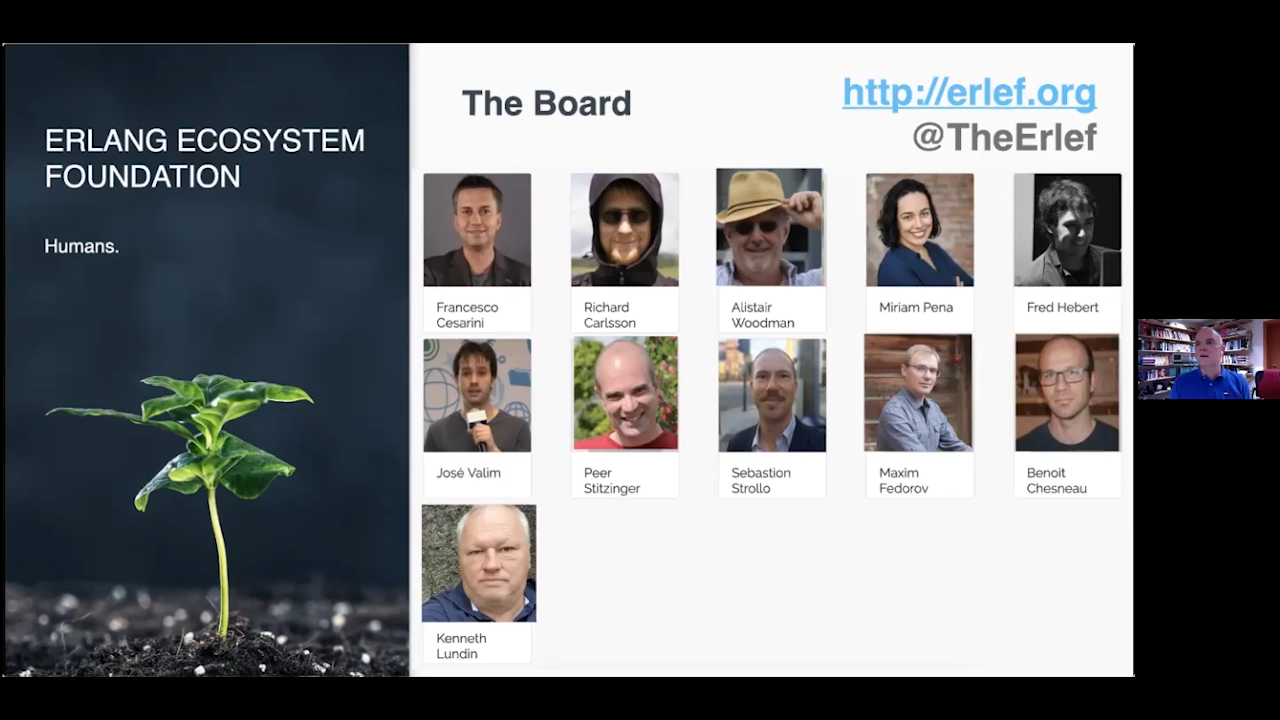 ERLANG ECOSYSTEM
FOUNDATION
Humans.
The Board
http://erlef.org
@TheErlef
Francesco
Cesarini
Richard
Carlsson
Alistair
Woodman
Miriam Pena
Fred Hebert
José Valim
Peer
Stitzinger
Sebastion
Strollo
Maxim
Fedorov
Benoit
Chesneau
Kenneth
Lundin